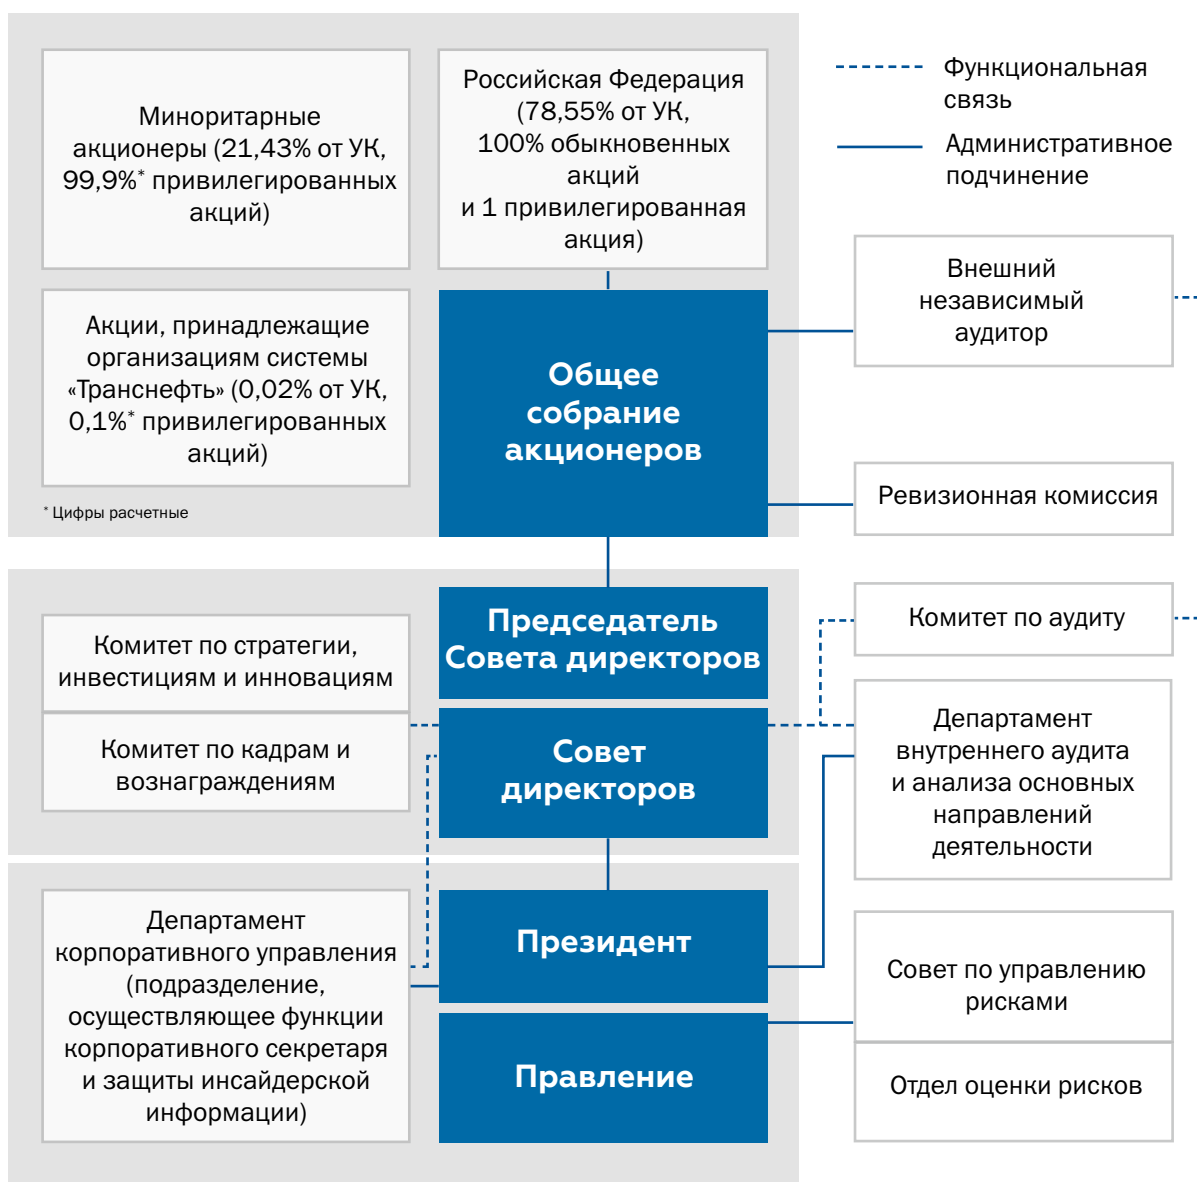 Миноритарные
акционеры (21,43% от УК,
99,9%* привилегированных
акций)
Российская Федерация
(78,55% от УК,
100% обыкновенных
акций
и 1 привилегированная
акция)
Функциональная
связь
Административное
подчинение
Внешний
независимый
аудитор
Акции, принадлежащие
организациям системы
«Транснефть» (0,02% от УК,
0,1%* привилегированных
акций)
* Цифры расчетные
Общее
собрание
акционеров
Ревизионная комиссия
Председатель
Совета директоров
Комитет по стратегии,
инвестициям и инновациям
Комитет по кадрам и
вознаграждениям
Совет
директоров
Комитет по аудиту
Департамент
внутреннего аудита
и анализа основных
направлений
деятельности
Департамент
корпоративного управления
(подразделение,
осуществляющее функции
корпоративного секретаря
и защиты инсайдерской
информации)
Президент
Правление
Совет по управлению
рисками
Отдел оценки рисков